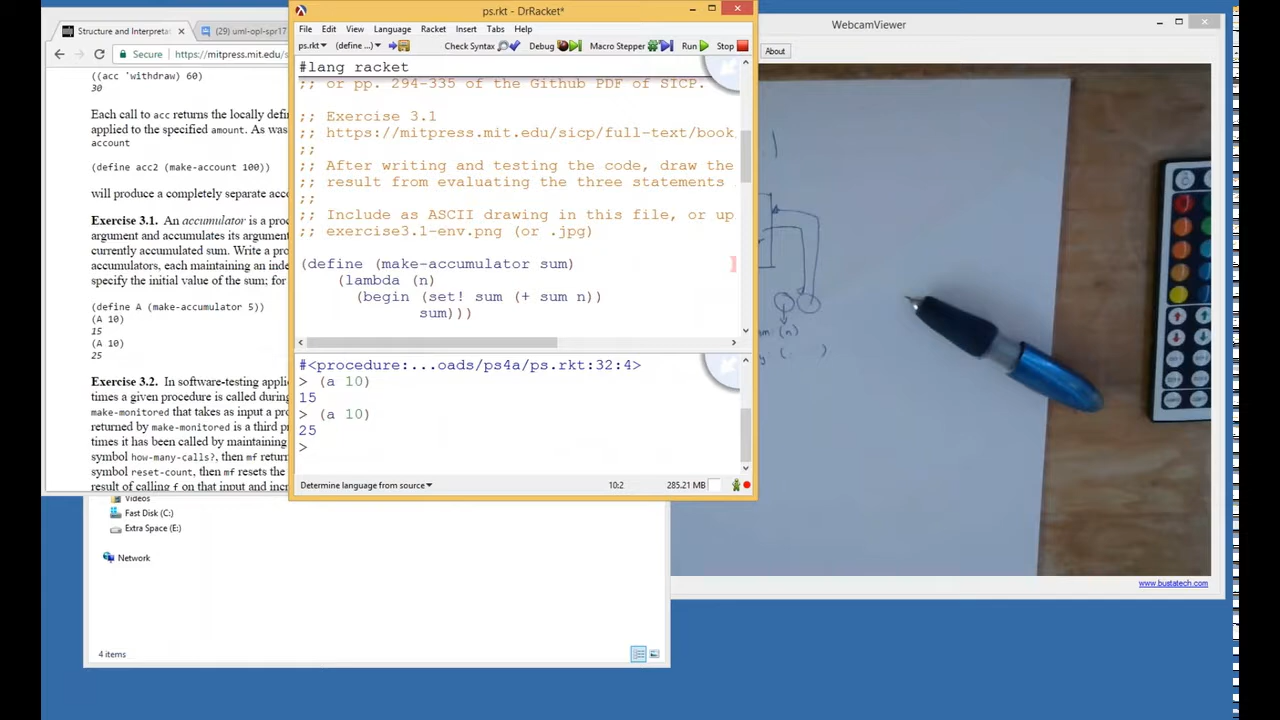 Structure and Interpreta
(29) uml-opl-spr17
Secure
https://mitpress.mit.edu/s
((acc 'withdraw) 60)
30
Each call to acc returns the locally defin
applied to the specified amount. As was
account
(define acc2 (make-account 100))
will produce a completely separate acco
Exercise 3.1. An accumulator is a proc
argument and accumulates its argument
currently accumulated sum. Write a pro
accumulators, each maintaining an inde
specify the initial value of the sum; for
(define A (make-accumulator 5))
(A 10)
15
(A 10)
25
Exercise 3.2. In software-testing applic
times a given procedure is called during
make-monitored that takes as input a pro
returned by make-monitored is a third pr
times it has been called by maintaining
symbol how-many-calls?, then mf return
symbol reset-count, then mf resets the
result of calling f on that input and incre
ps.rkt - DrRacket*
File Edit View Language Racket Insert Tabs Help
ps.rkt (define ...) Check Syntax Debug Macro Stepper Run Stop
#lang racket
;; or pp. 294-335 of the Github PDF of SICP.
;; Exercise 3.1
;; https://mitpress.mit.edu/sicp/full-text/book
;;
;; After writing and testing the code, draw the
;; result from evaluating the three statements
;;
;; Include as ASCII drawing in this file, or up
;; exercise3.1-env.png (or .jpg)
(define (make-accumulator sum)
(lambda (n)
(begin (set! sum (+ sum n))
sum)))
#<procedure:...oads/ps4a/ps.rkt:32:4>
> (a 10)
15
> (a 10)
25
>
Determine language from source
10:2
285.21 MB
Videos
Fast Disk (C:)
Extra Space (E:)
Network
4 items
WebcamViewer
About
(n)
www.bustatech.com